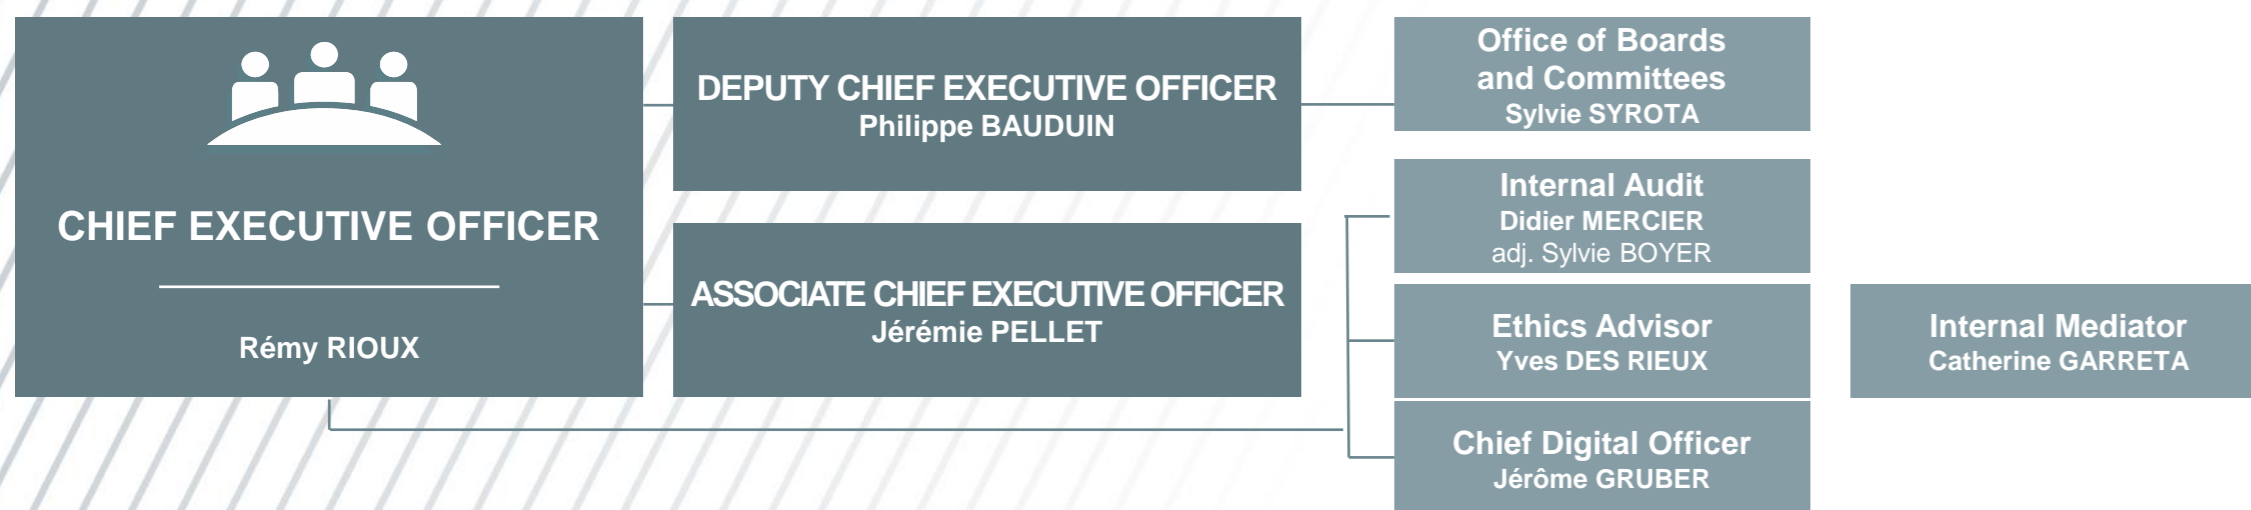 CHIEF EXECUTIVE OFFICER
Rémy RIOUX
DEPUTY CHIEF EXECUTIVE OFFICER
Philippe BAUDUIN
ASSOCIATE CHIEF EXECUTIVE OFFICER
Jérémie PELLET
Office of Boards
and Committees
Sylvie SYROTA
Internal Audit
Didier MERCIER
adj. Sylvie BOYER
Ethics Advisor
Yves DES RIEUX
Internal Mediator
Catherine GARRETA
Chief Digital Officer
Jérôme GRUBER